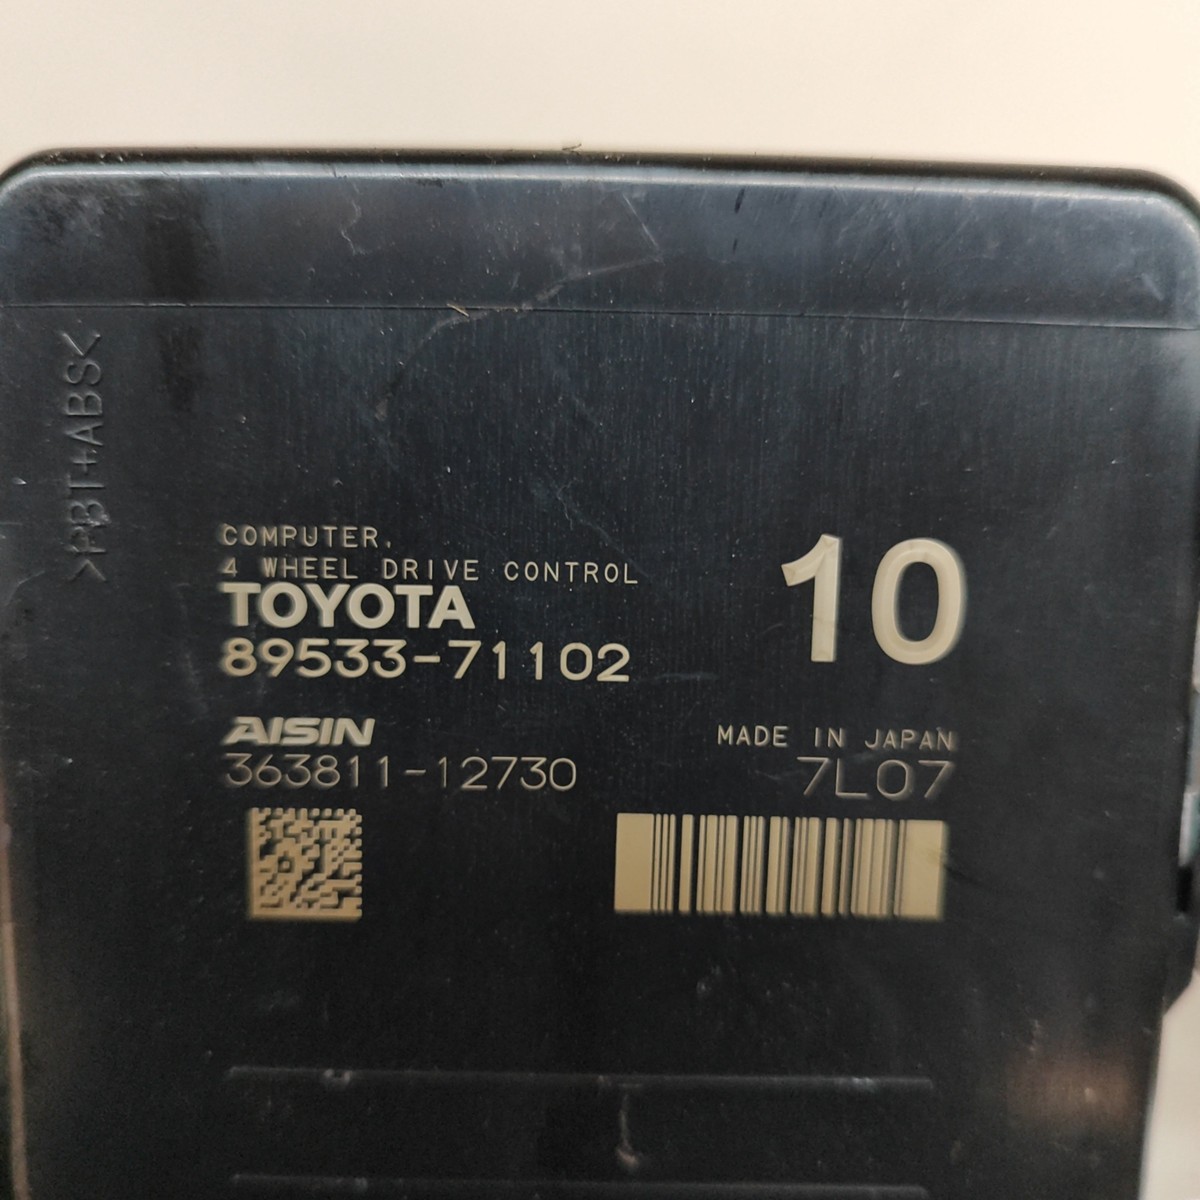 >PBT+ABS<
COMPUTER,
4 WHEEL DRIVE CONTROL
TOYOTA
89533-71102
10
AISIN
363811-12730
MADE IN JAPAN
7L07